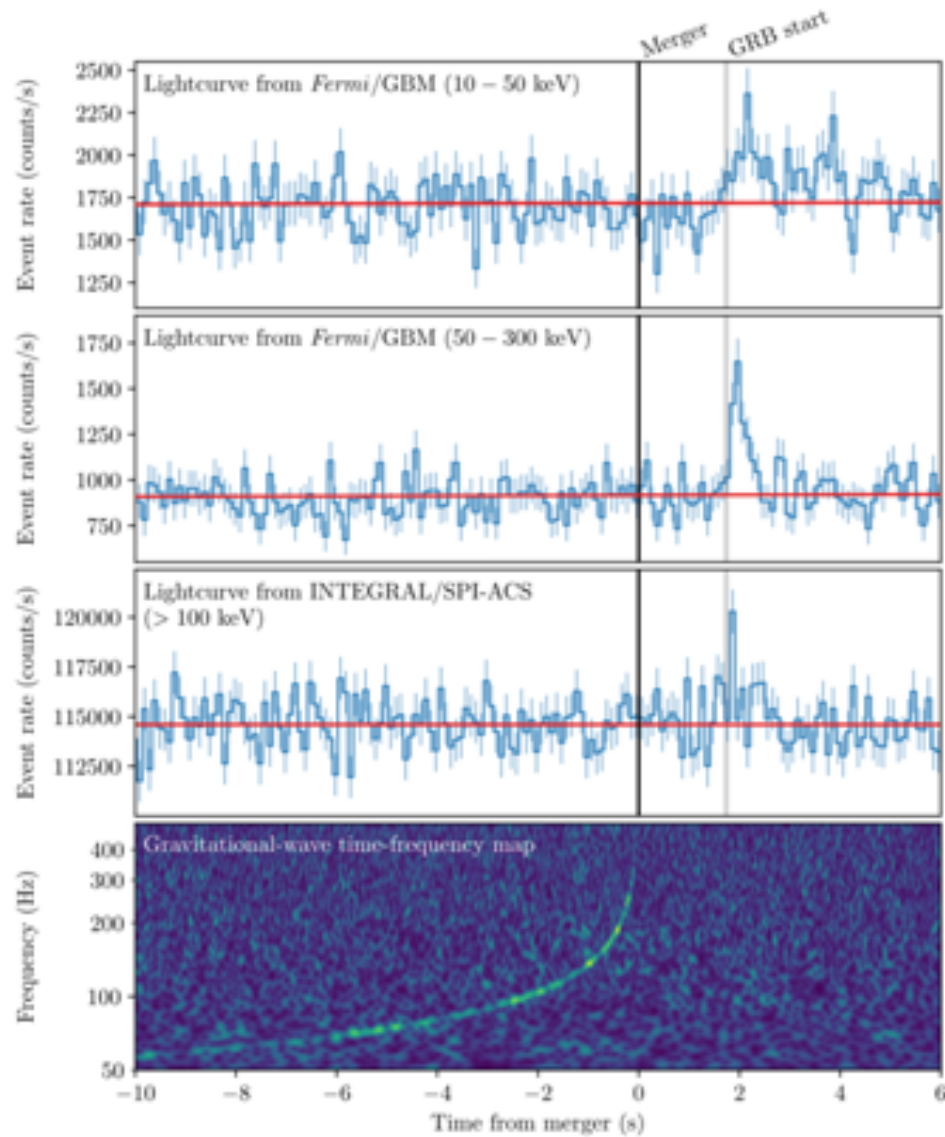 Merger
GRB start
Lightcurve from Fermi/GBM (10 − 50 keV)
Event rate (counts/s)
2500
2250
2000
1750
1500
1250
Lightcurve from Fermi/GBM (50 − 300 keV)
Event rate (counts/s)
1750
1500
1250
1000
750
Lightcurve from INTEGRAL/SPI-ACS
(> 100 keV)
Event rate (counts/s)
120000
117500
115000
112500
Gravitational-wave time-frequency map
Frequency (Hz)
400
300
200
100
50
−10 −8 −6 −4 −2 0 2 4 6
Time from merger (s)